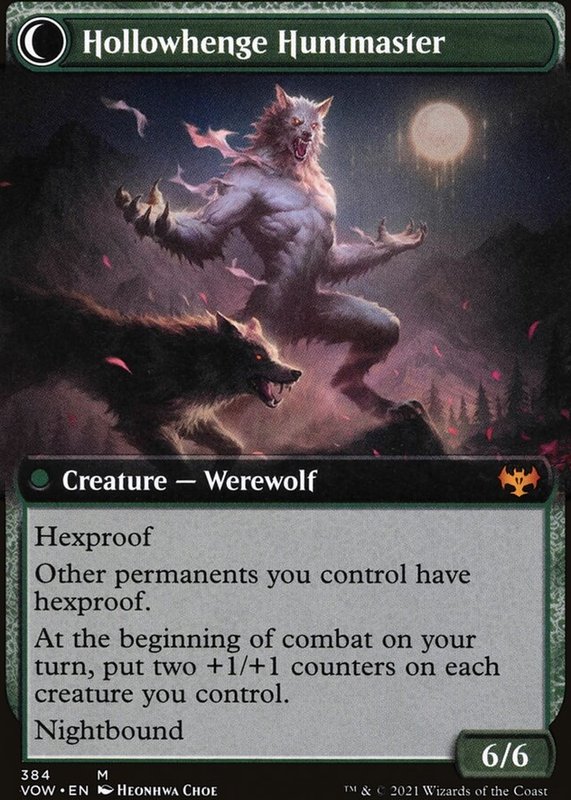 Hollowhenge Huntmaster
Creature — Werewolf
Hexproof
Other permanents you control have
hexproof.
At the beginning of combat on your
turn, put two +1/+1 counters on each
creature you control.
Nightbound
6/6
384 M
VOW • EN Heonhwa Choe
™ & © 2021 Wizards of the Coast